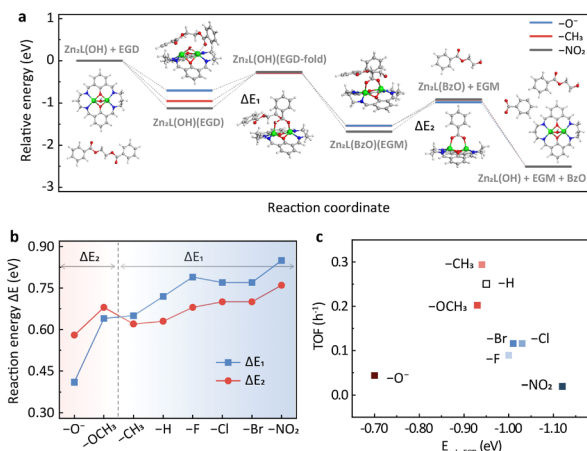 a
−O⁻
−CH₃
−NO₂
Relative energy (eV)
1
0
-1
-2
-3
Zn₂L(OH) + EGD
Zn₂L(OH)(EGD)
Zn₂L(OH)(EGD-fold)
ΔE₁
Zn₂L(BzO)(EGM)
Zn₂L(BzO) + EGM
ΔE₂
Zn₂L(OH) + EGM + BzO
Reaction coordinate
b
Reaction energy ΔE (eV)
0.90
0.75
0.60
0.45
0.30
ΔE₂
ΔE₁
ΔE₁
ΔE₂
−O⁻
−OCH₃
−CH₃
−H
−F
−Cl
−Br
−NO₂
c
TOF (h⁻¹)
0.3
0.2
0.1
0.0
−CH₃
−H
−OCH₃
−Br
−Cl
−F
−O⁻
−NO₂
-0.70
-0.80
-0.90
-1.00
-1.10
(eV)